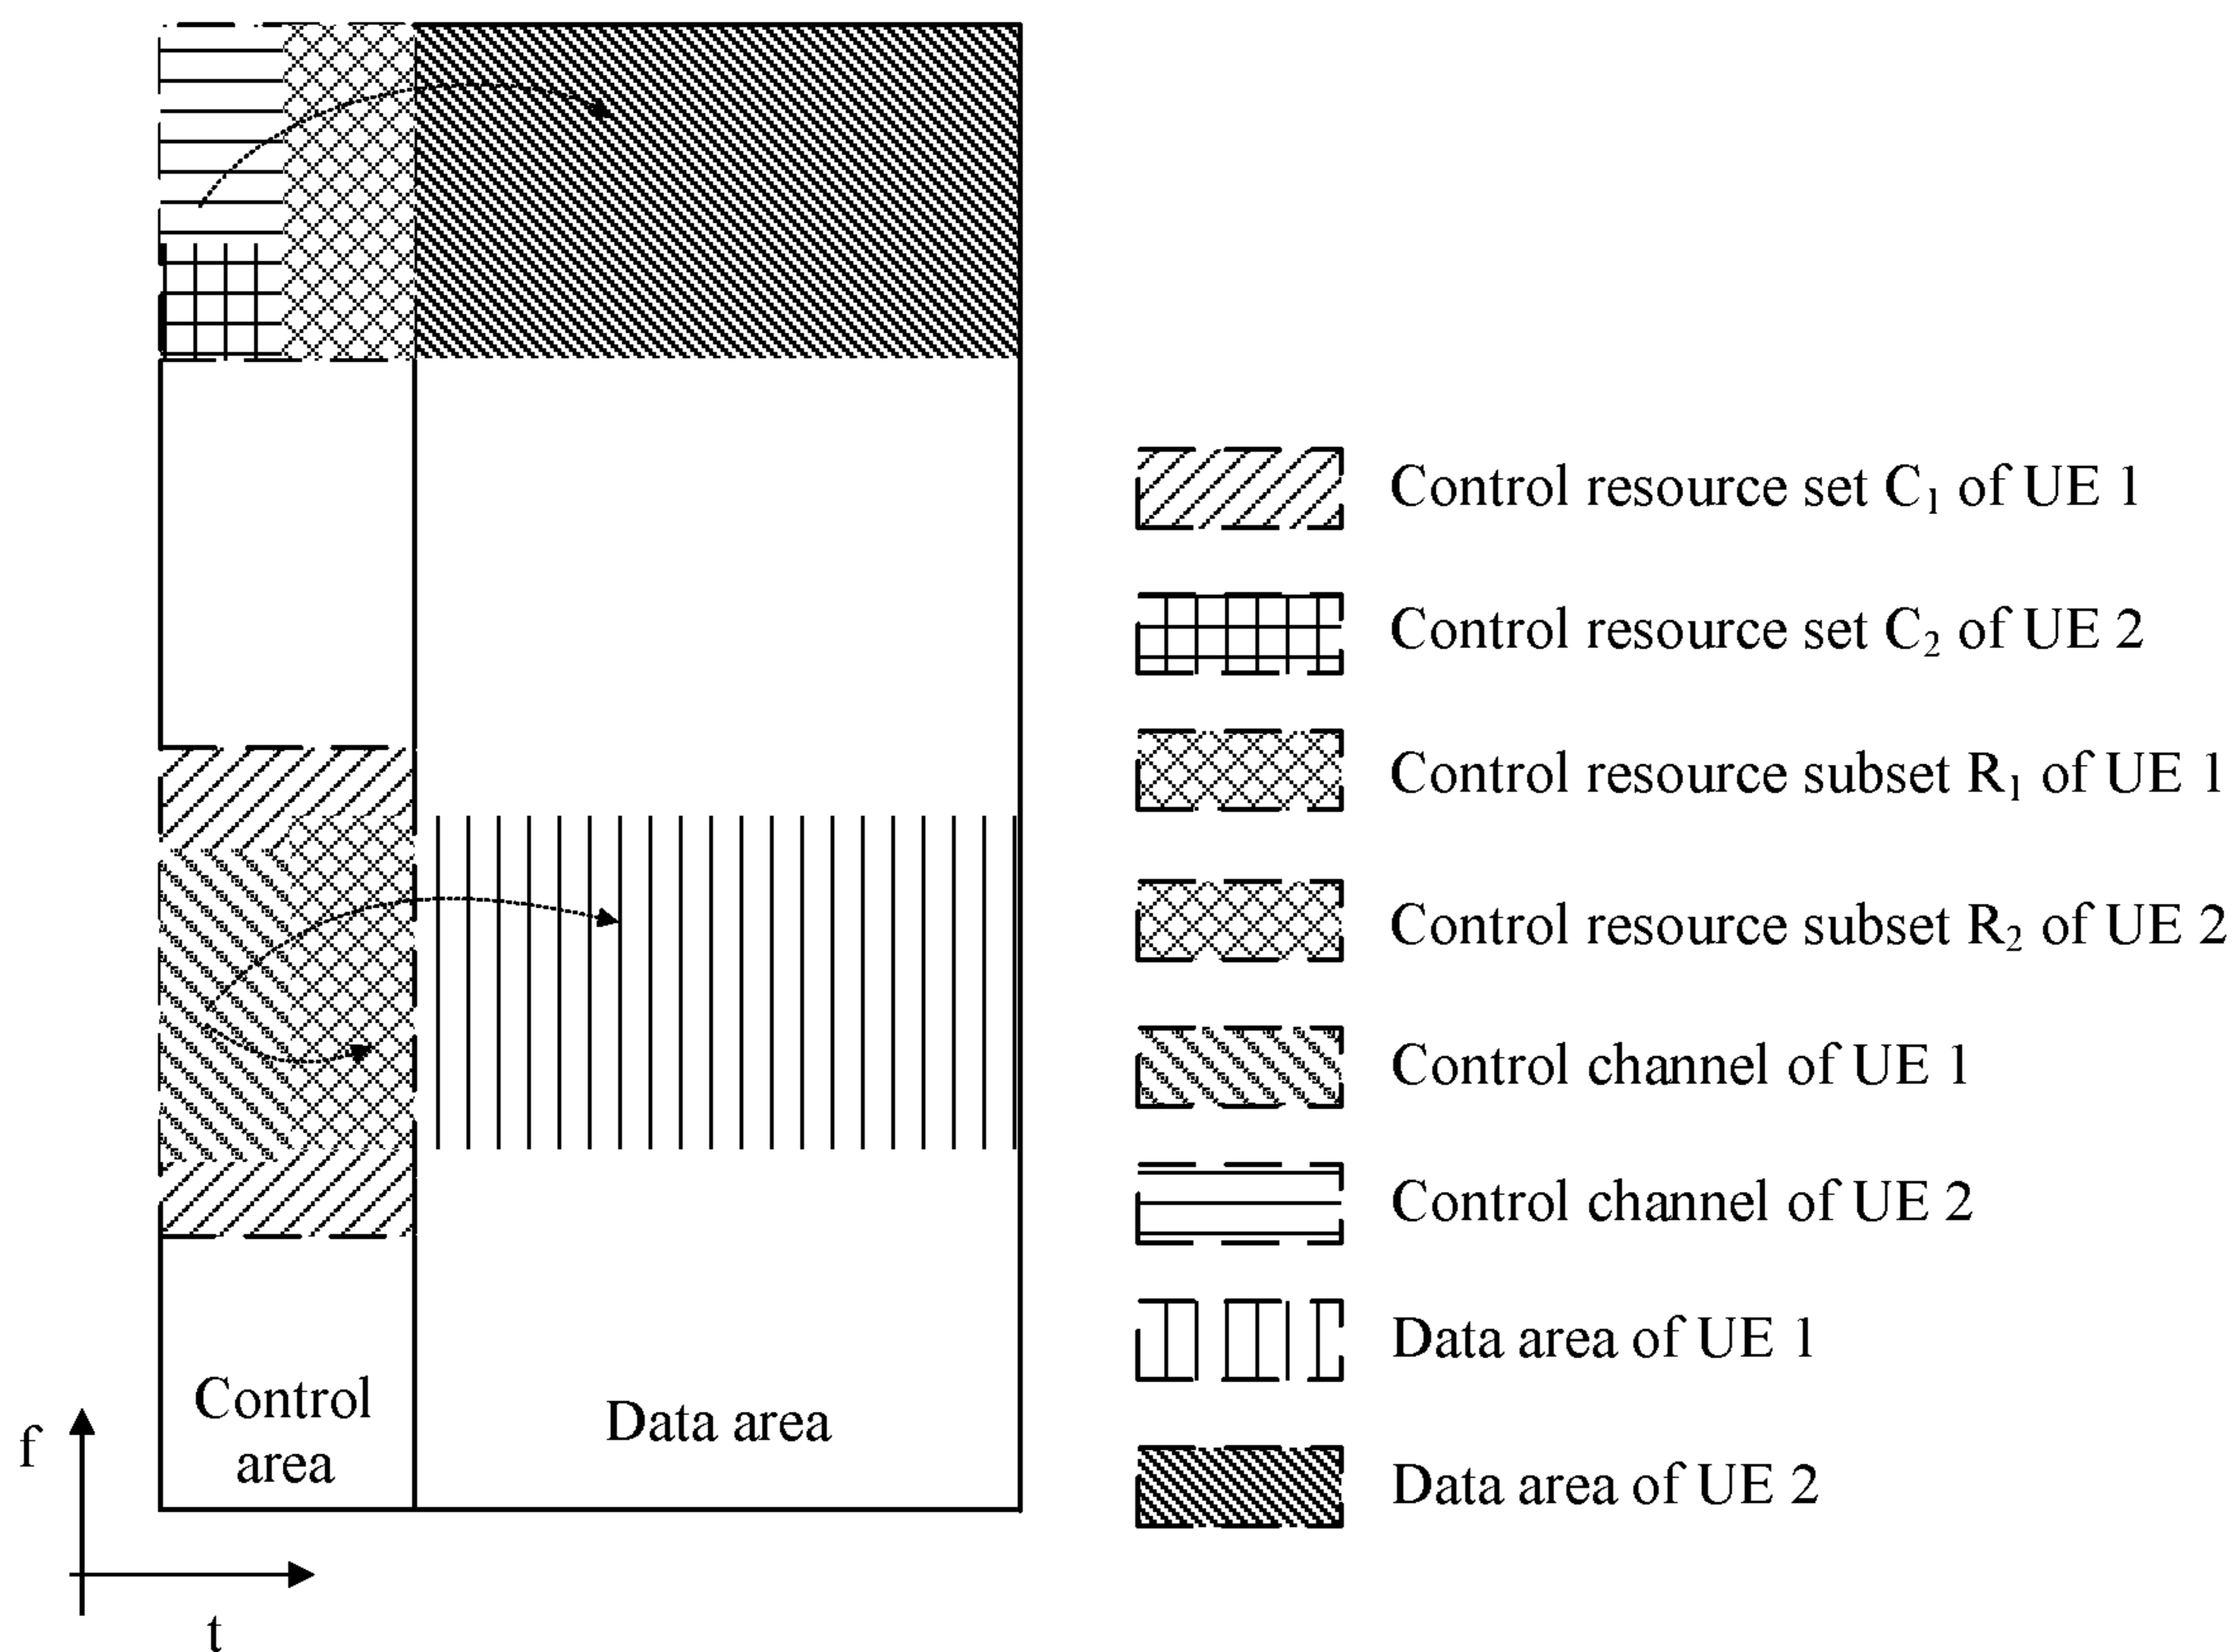 Control resource set C₁ of UE 1
Control resource set C₂ of UE 2
Control resource subset R₁ of UE 1
Control resource subset R₂ of UE 2
Control channel of UE 1
Control channel of UE 2
Data area of UE 1
Data area of UE 2
Control
area
Data area
f
t